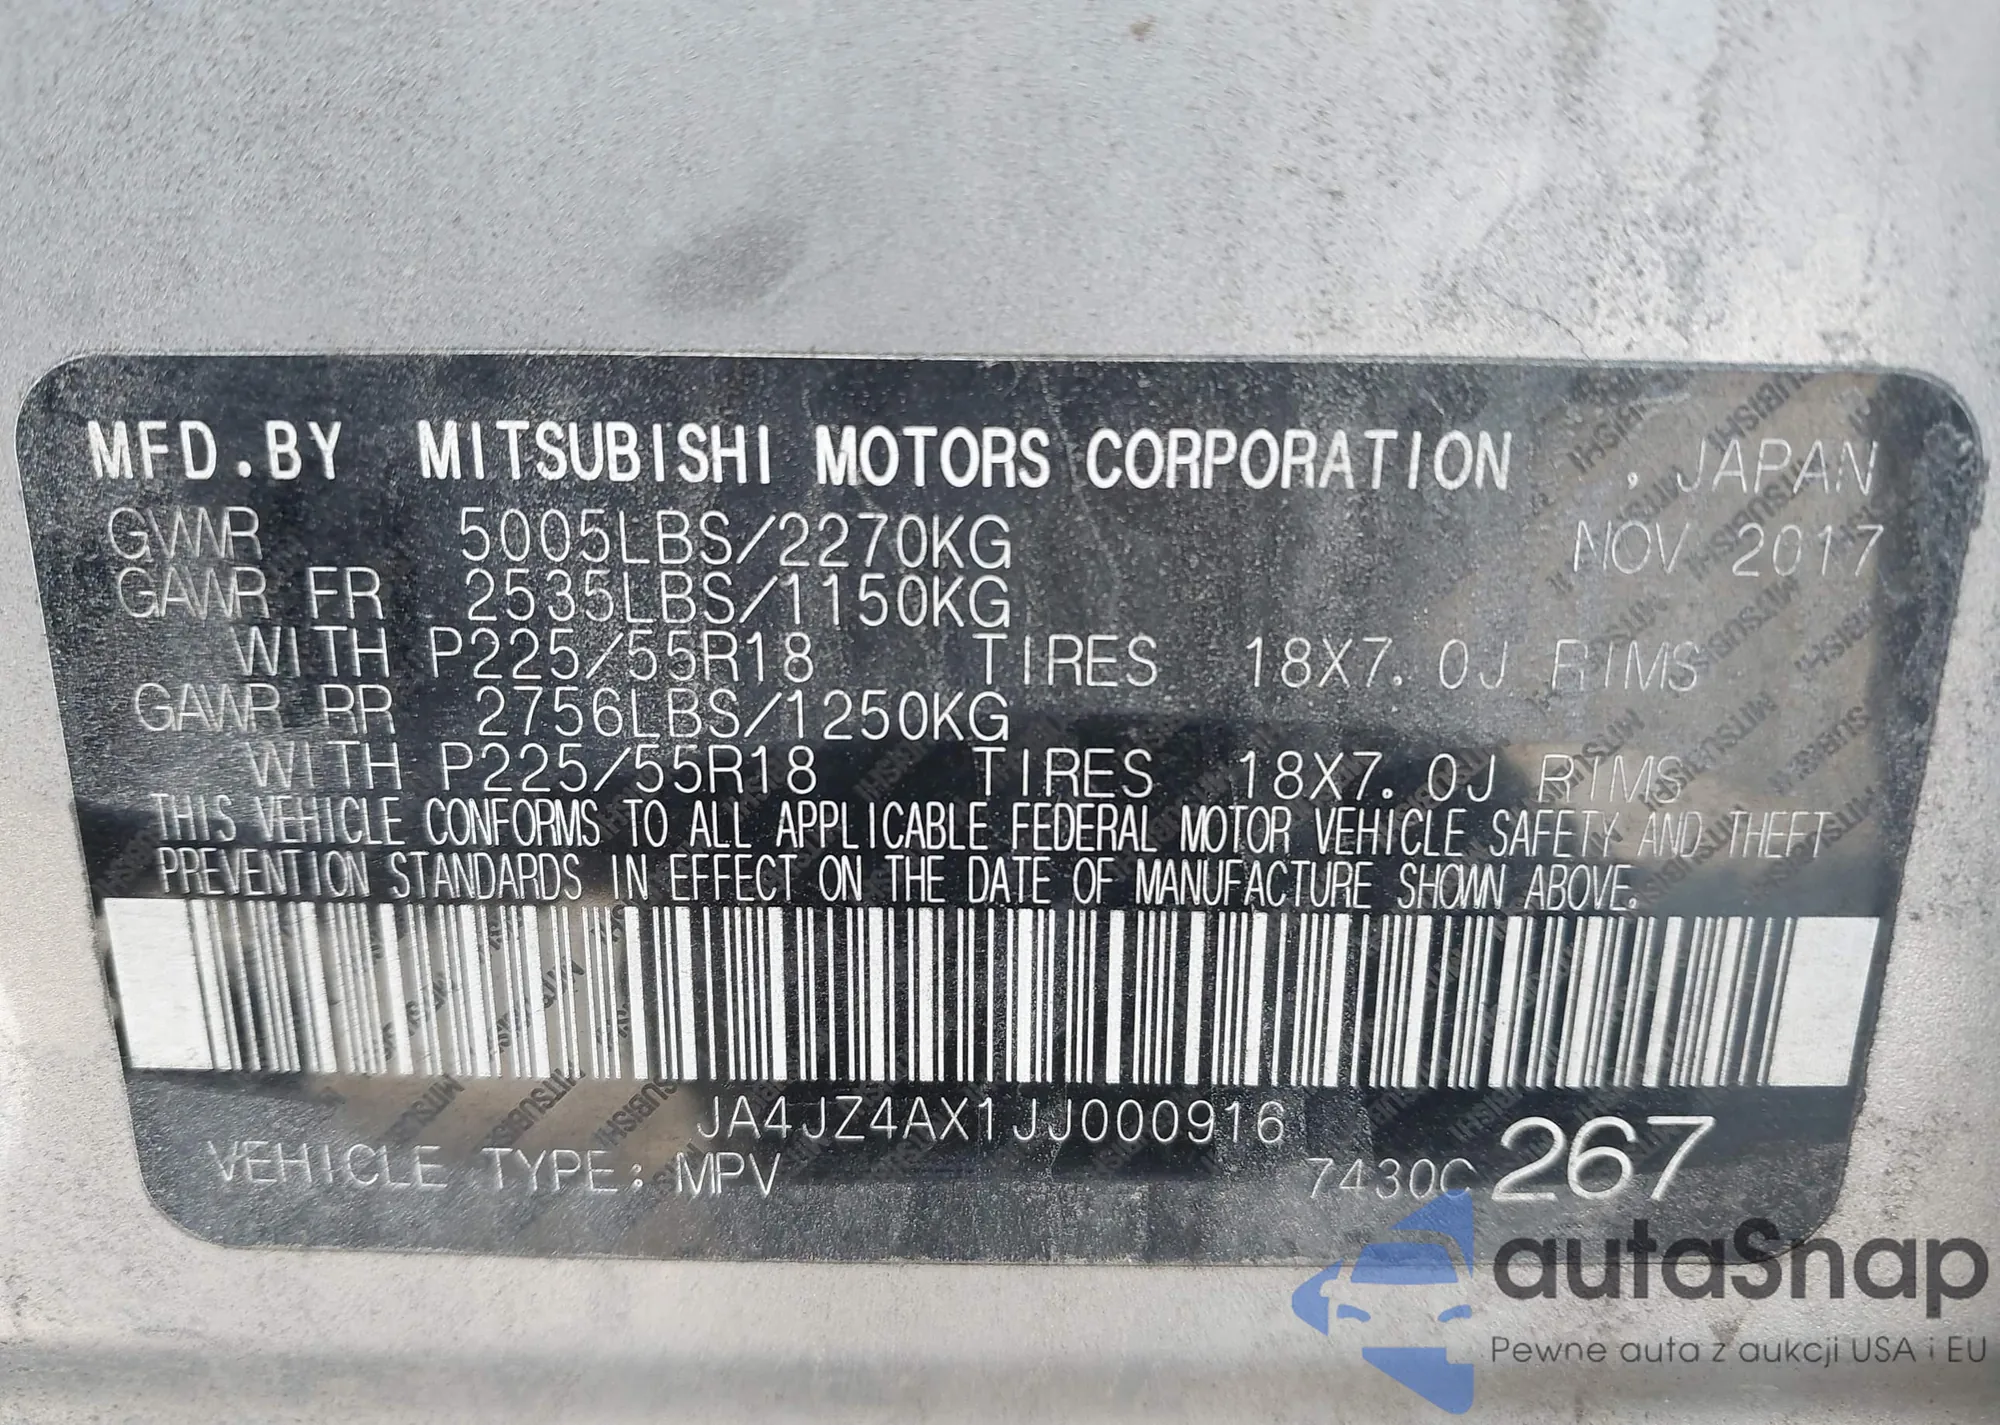 MFD.BY MITSUBISHI MOTORS CORPORATION , JAPAN
GVWR 5005LBS/2270KG NOV 2017
GAWR FR 2535LBS/1150KG
WITH P225/55R18 TIRES 18X7.0J RIMS
GAWR RR 2756LBS/1250KG
WITH P225/55R18 TIRES 18X7.0J RIMS
THIS VEHICLE CONFORMS TO ALL APPLICABLE FEDERAL MOTOR VEHICLE SAFETY AND THEFT
PREVENTION STANDARDS IN EFFECT ON THE DATE OF MANUFACTURE SHOWN ABOVE.
JA4JZ4AX1JJ000916
VEHICLE TYPE: MPV 7430C 267
autaSnap
Pewne auta z aukcji USA i EU